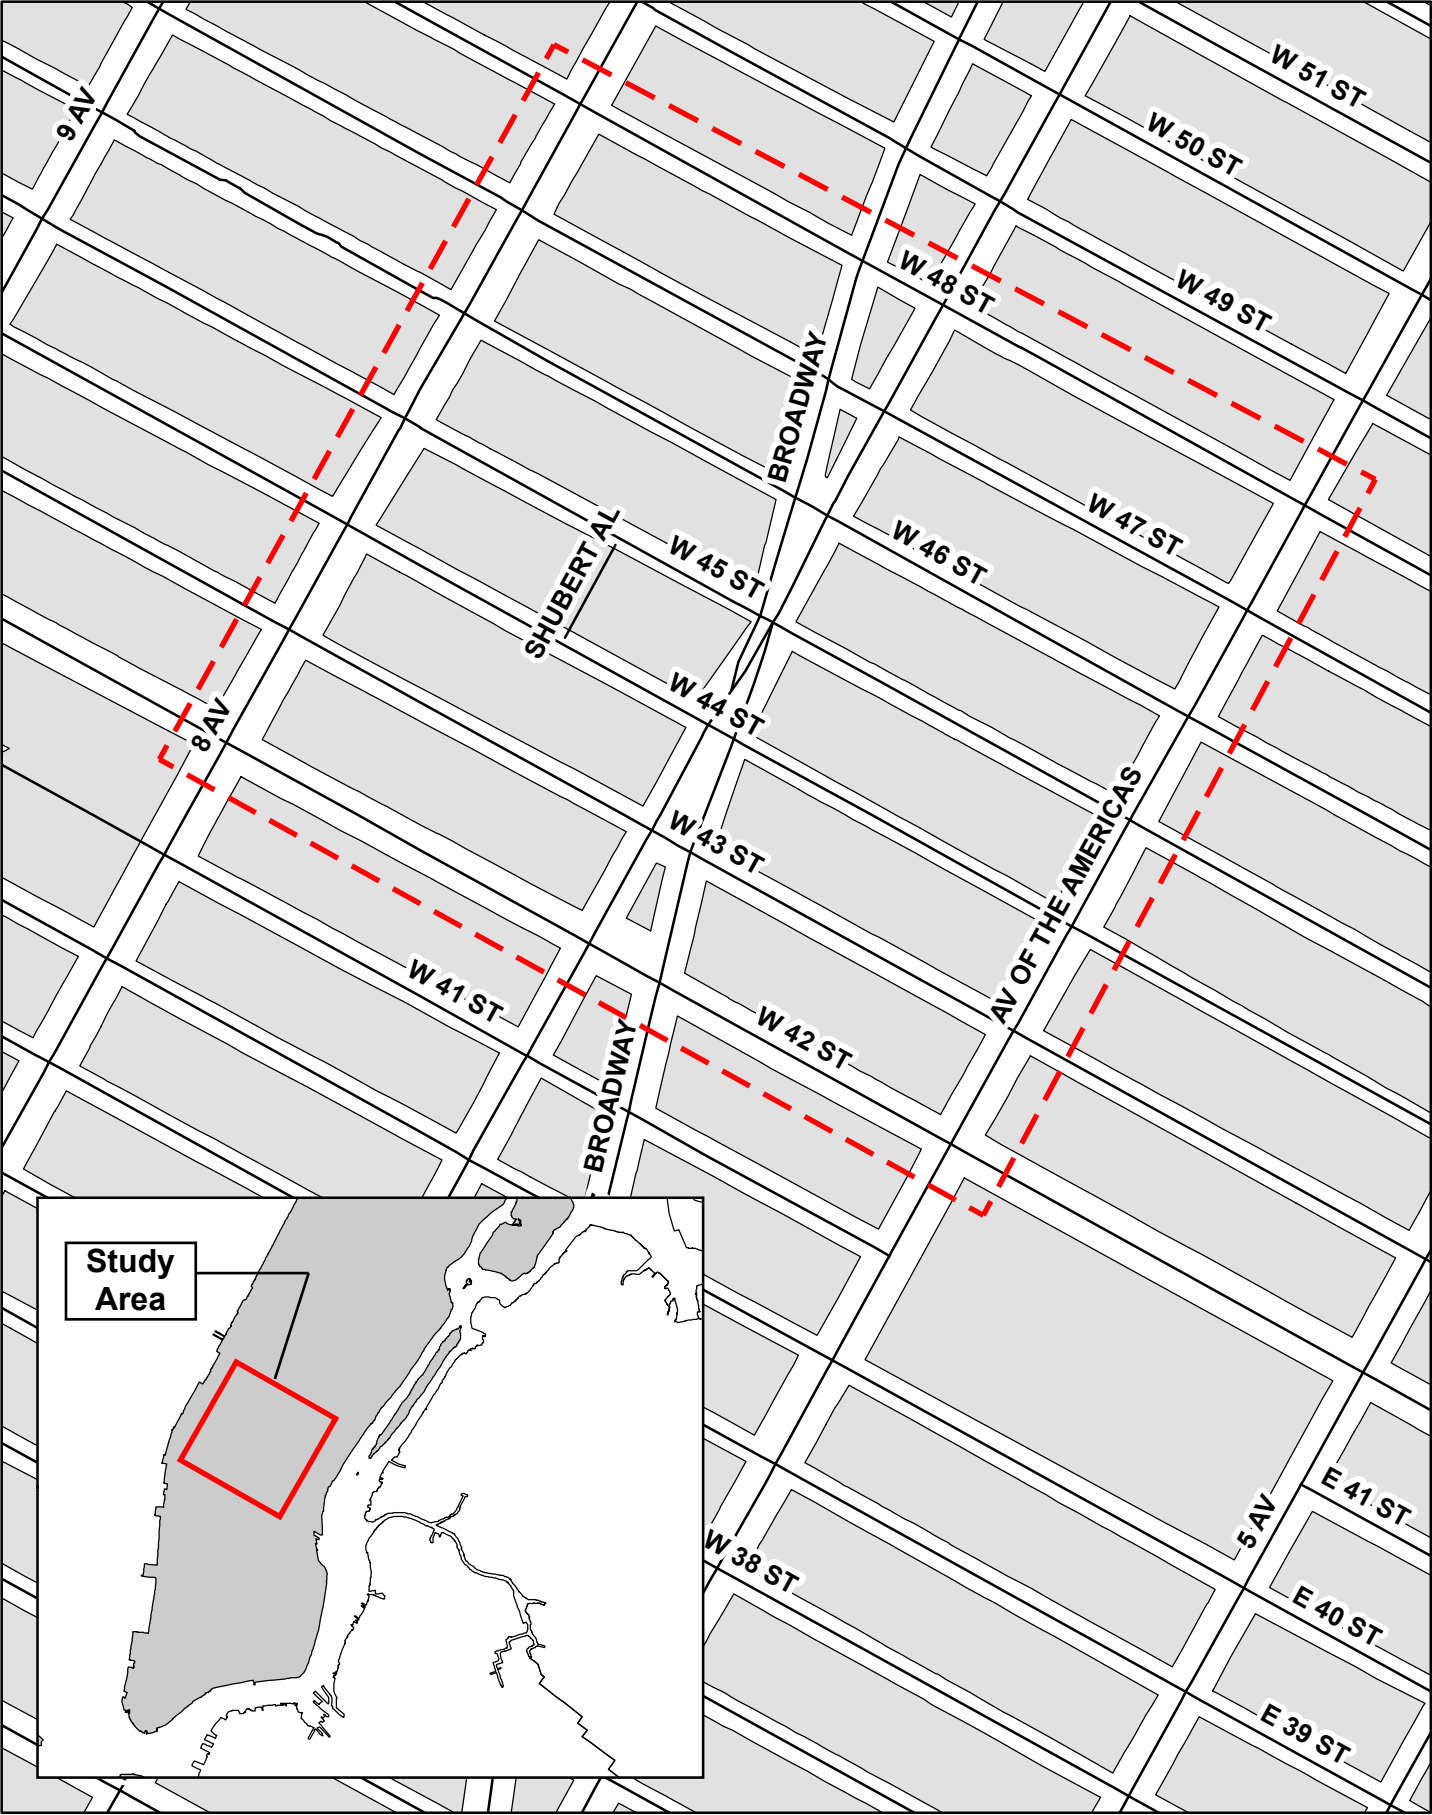 W 51 ST
9 AV
W 50 ST
W 48 ST
W 49 ST
BROADWAY
W 47 ST
W 46 ST
W 45 ST
SHUBERT AL
W 44 ST
8 AV
W 43 ST
AV OF THE AMERICAS
W 41 ST
W 42 ST
BROADWAY
Study
Area
E 41 ST
5 AV
W 38 ST
E 40 ST
E 39 ST